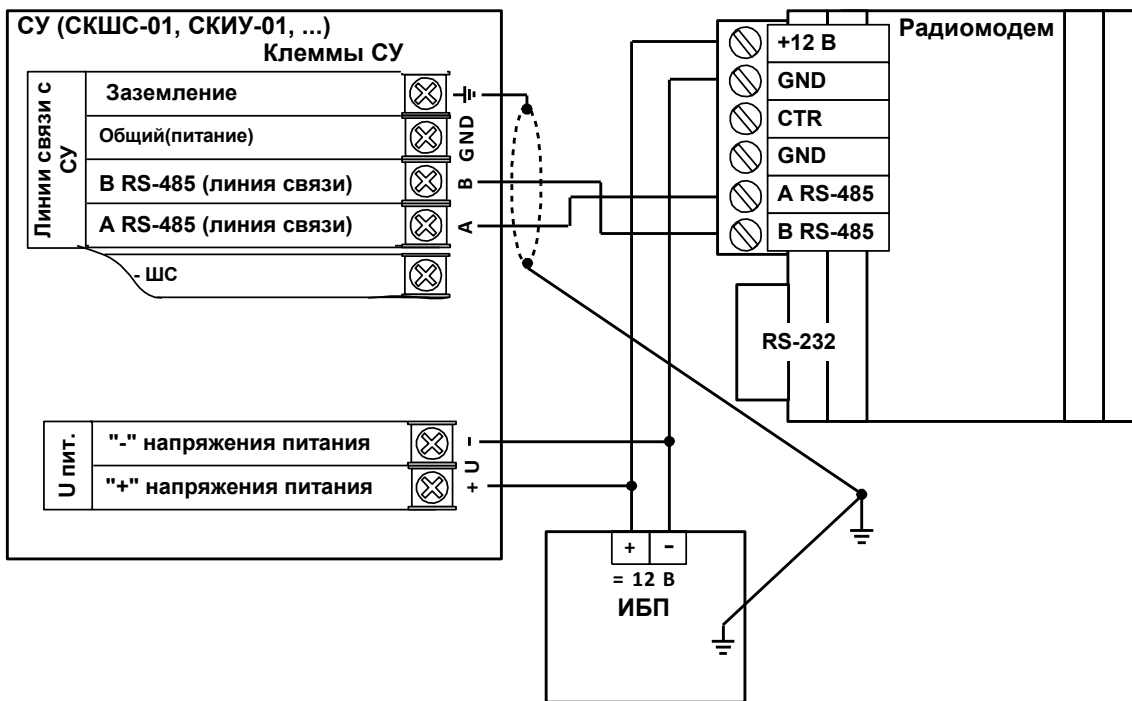 СУ (СКШС-01, СКИУ-01, ...)
Клеммы СУ
Линии связи с
СУ
Заземление
Общий(питание)
B RS-485 (линия связи)
A RS-485 (линия связи)
- ШС
GND
B
A
U пит.
"-" напряжения питания
"+" напряжения питания
- U +
Радиомодем
+12 В
GND
CTR
GND
A RS-485
B RS-485
RS-232
+ -
= 12 В
ИБП